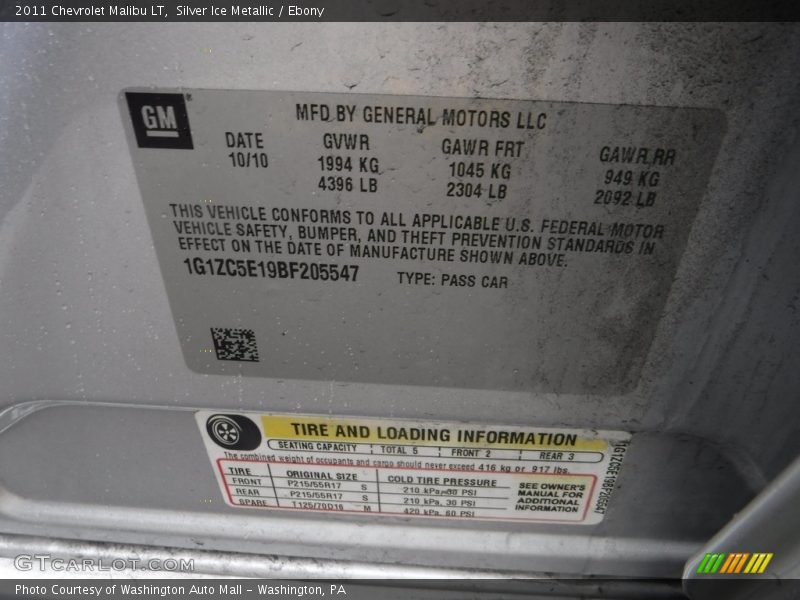 2011 Chevrolet Malibu LT, Silver Ice Metallic / Ebony
GM
MFD BY GENERAL MOTORS LLC
DATE GVWR GAWR FRT GAWR RR
10/10 1994 KG 1045 KG 949 KG
4396 LB 2304 LB 2092 LB
THIS VEHICLE CONFORMS TO ALL APPLICABLE U.S. FEDERAL MOTOR
VEHICLE SAFETY, BUMPER, AND THEFT PREVENTION STANDARDS IN
EFFECT ON THE DATE OF MANUFACTURE SHOWN ABOVE.
1G1ZC5E19BF205547 TYPE: PASS CAR
TIRE AND LOADING INFORMATION
SEATING CAPACITY TOTAL 5 FRONT 2 REAR 3
The combined weight of occupants and cargo should never exceed 416 kg or 917 lbs.
TIRE ORIGINAL SIZE COLD TIRE PRESSURE
FRONT P215/55R17 S 210 kPa, 30 PSI
REAR P215/55R17 S 210 kPa, 30 PSI
SPARE T125/70D16 M 420 kPa, 60 PSI
SEE OWNER'S
MANUAL FOR
ADDITIONAL
INFORMATION
1G1ZC5E19BF205547
GTCarLot.com
Photo Courtesy of Washington Auto Mall - Washington, PA